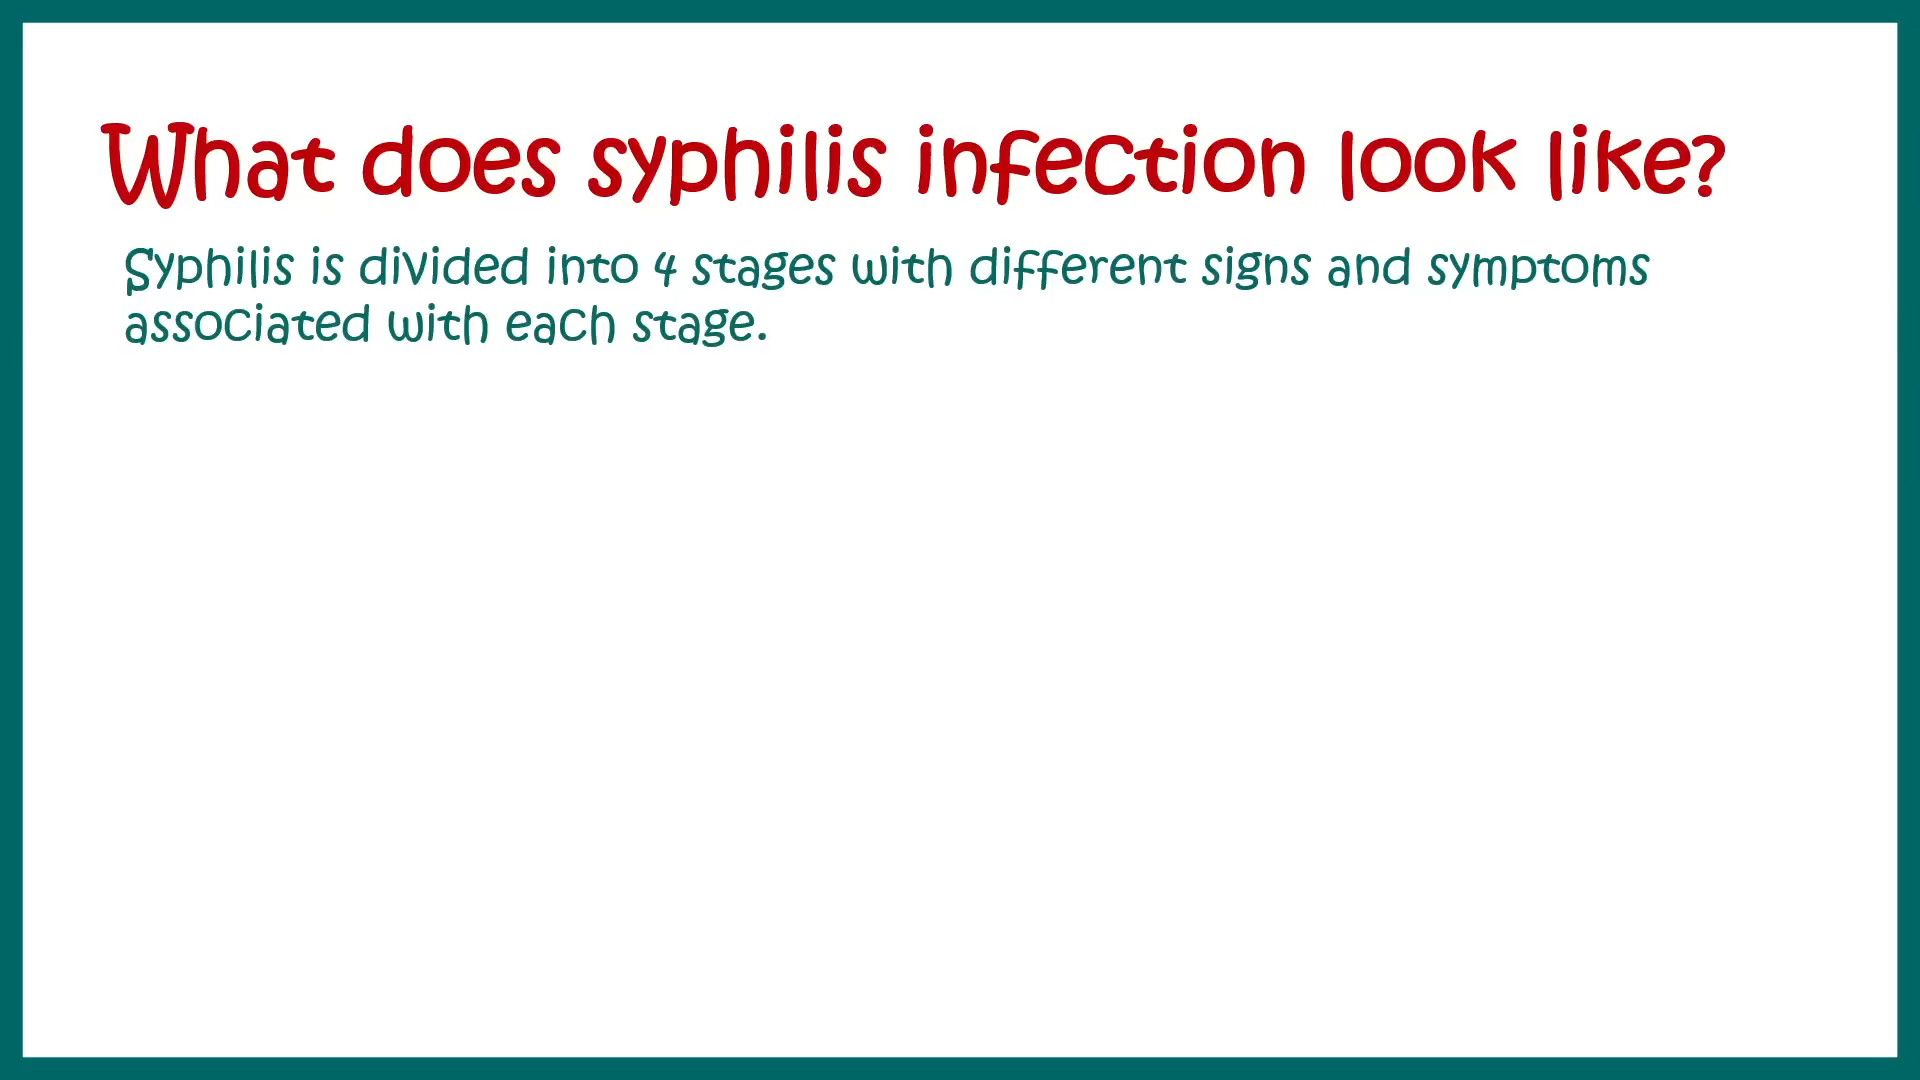 What does syphilis infection look like?
Syphilis is divided into 4 stages with different signs and symptoms
associated with each stage.